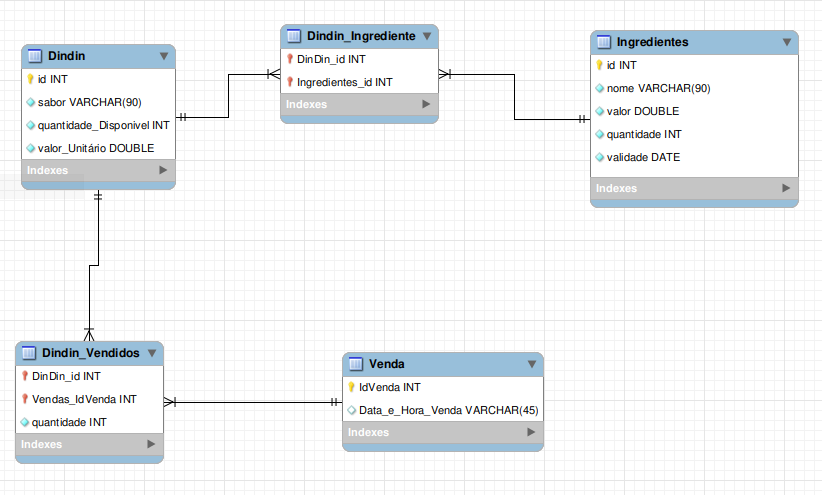 Dindin
id INT
sabor VARCHAR(90)
quantidade_Disponivel INT
valor_Unitário DOUBLE
Indexes
Dindin_Ingrediente
DinDin_id INT
Ingredientes_id INT
Indexes
Ingredientes
id INT
nome VARCHAR(90)
valor DOUBLE
quantidade INT
validade DATE
Indexes
Dindin_Vendidos
DinDin_id INT
Vendas_IdVenda INT
quantidade INT
Indexes
Venda
IdVenda INT
Data_e_Hora_Venda VARCHAR(45)
Indexes